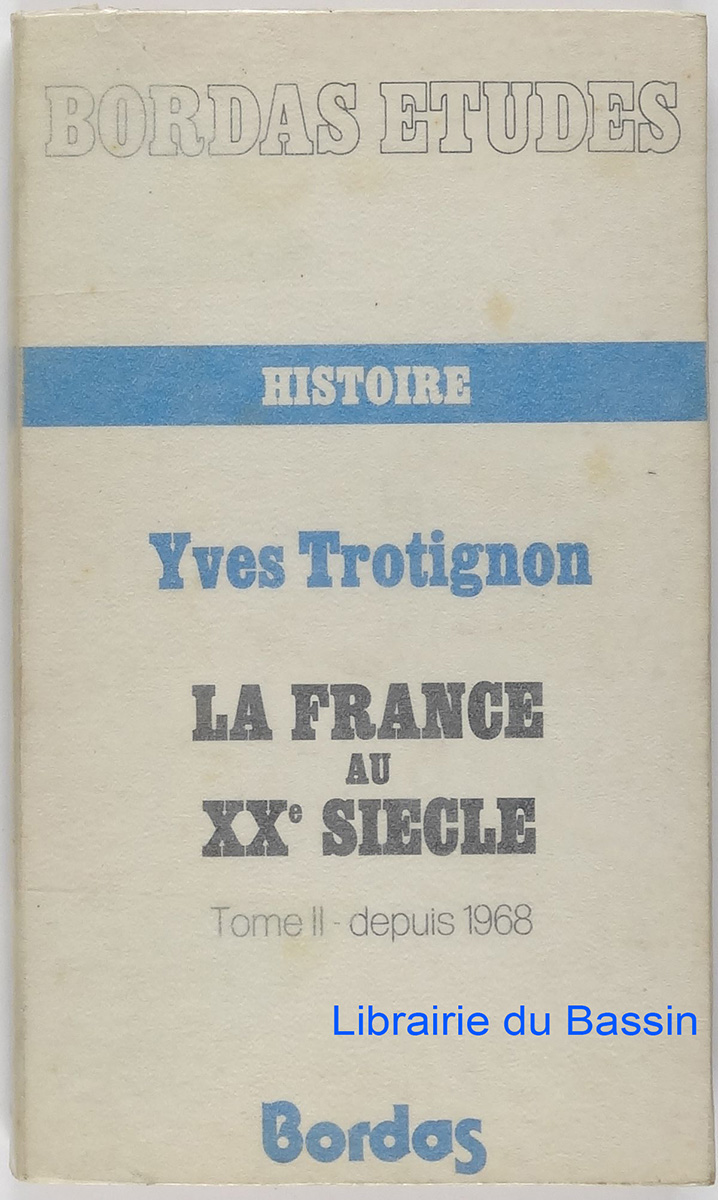 BORDAS ETUDES
HISTOIRE
Yves Trotignon
LA FRANCE
AU
XXe SIECLE
Tome II - depuis 1968
Librairie du Bassin
Bordas